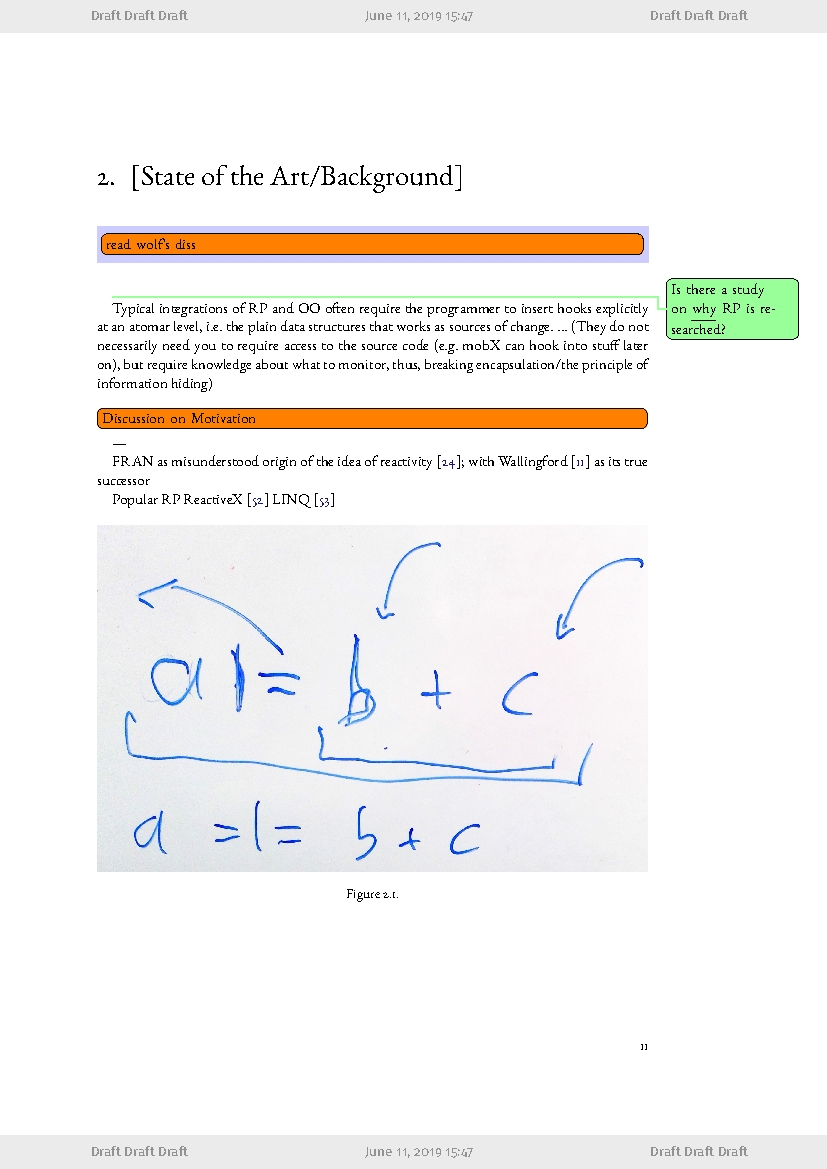 Draft Draft Draft June 11, 2019 15:47 Draft Draft Draft
2. [State of the Art/Background]
read wolf's diss
Is there a study
on why RP is re-
searched?
Typical integrations of RP and OO often require the programmer to insert hooks explicitly
at an atomar level, i.e. the plain data structures that works as sources of change. ... (They do not
necessarily need you to require access to the source code (e.g. mobX can hook into stuff later
on), but require knowledge about what to monitor, thus, breaking encapsulation/the principle of
information hiding)
Discussion on Motivation
—
FRAN as misunderstood origin of the idea of reactivity [24]; with Wallingford [11] as its true
successor
Popular RP ReactiveX [52] LINQ [53]
a |= b + c
a =|= b + c
Figure 2.1.
11
Draft Draft Draft June 11, 2019 15:47 Draft Draft Draft